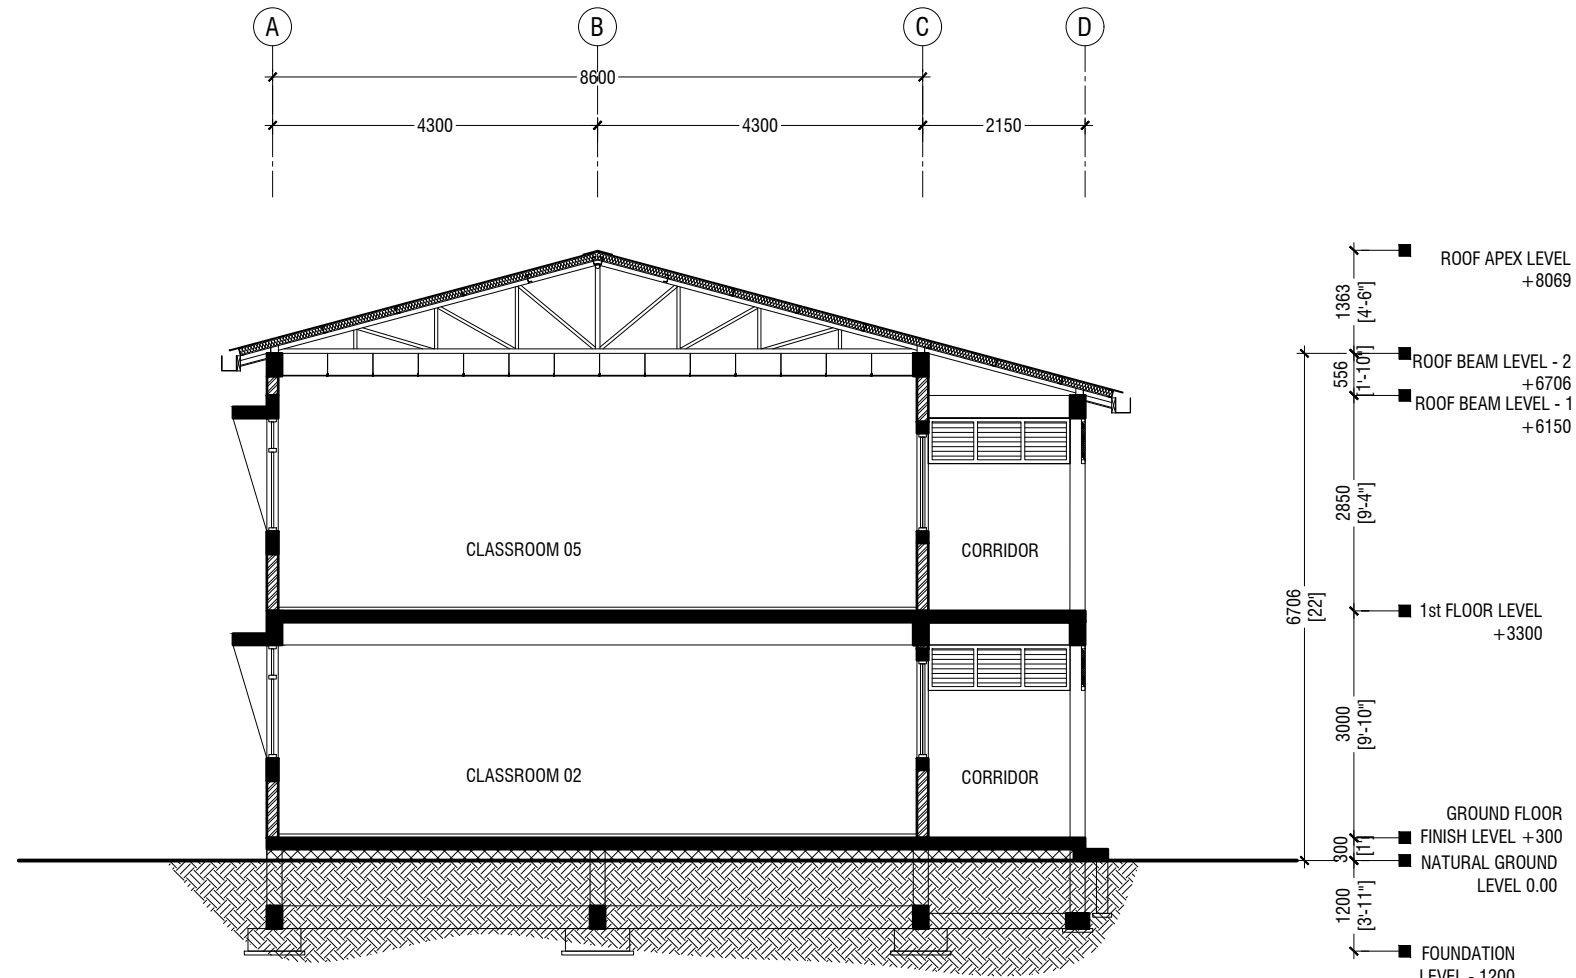 A
B
C
D
8600
4300
4300
2150
ROOF APEX LEVEL
+8069
1363
[4'-6"]
ROOF BEAM LEVEL - 2
+6706
556
[1'-10"]
ROOF BEAM LEVEL - 1
+6150
2850
[9'-4"]
CLASSROOM 05
CORRIDOR
6706
[22']
1st FLOOR LEVEL
+3300
3000
[9'-10"]
CLASSROOM 02
CORRIDOR
GROUND FLOOR
FINISH LEVEL +300
300
[1']
NATURAL GROUND
LEVEL 0.00
1200
[3'-11"]
FOUNDATION
LEVEL - 1200